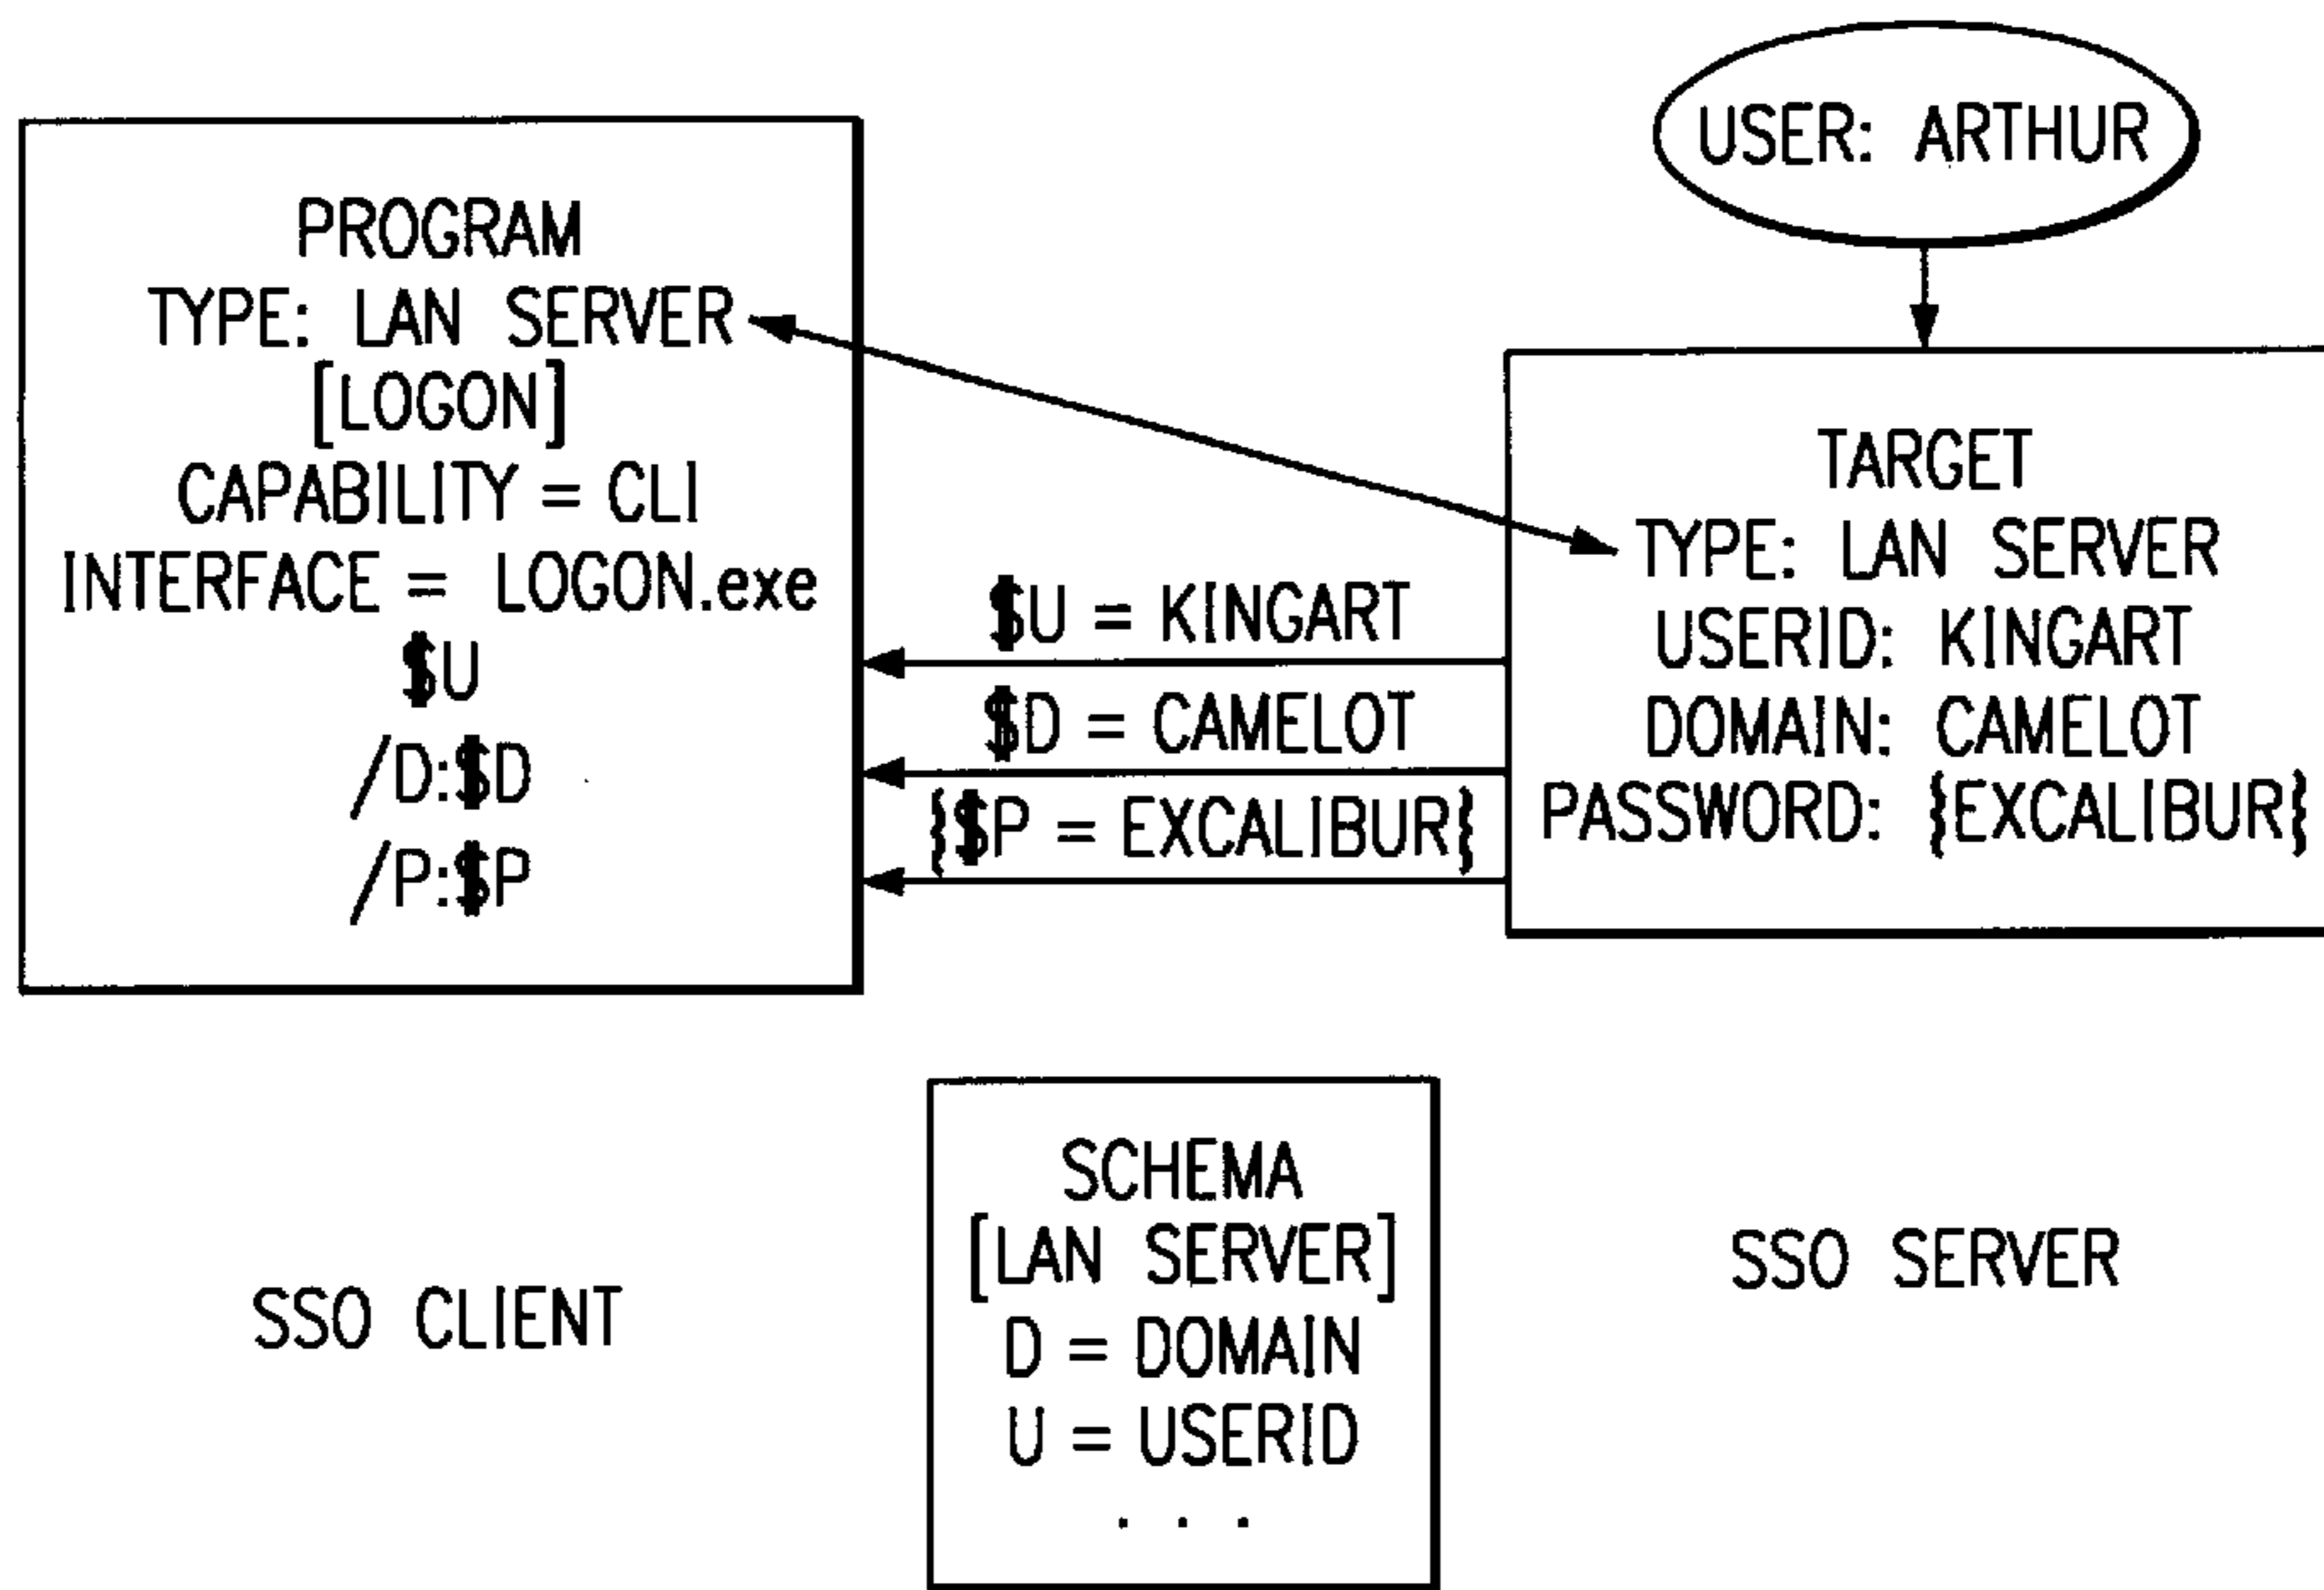 USER: ARTHUR
PROGRAM
TYPE: LAN SERVER
[LOGON]
CAPABILITY = CLI
INTERFACE = LOGON.exe
$U
/D:$D
/P:$P
$U = KINGART
$D = CAMELOT
{$P = EXCALIBUR}
TARGET
TYPE: LAN SERVER
USERID: KINGART
DOMAIN: CAMELOT
PASSWORD: {EXCALIBUR}
SSO CLIENT
SCHEMA
[LAN SERVER]
D = DOMAIN
U = USERID
. . .
SSO SERVER